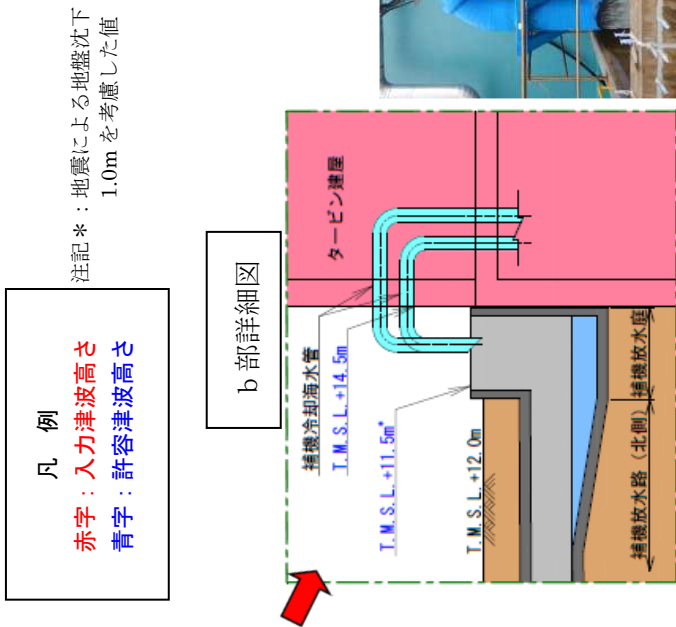 凡 例
赤字：入力津波高さ
青字：許容津波高さ
注記＊：地震による地盤沈下
1.0m を考慮した値
b 部詳細図
補機冷却海水管
T.M.S.L.+14.5m
T.M.S.L.+11.5m*
T.M.S.L.+12.0m
タービン建屋
補機放水路（北側）
補機放水庭